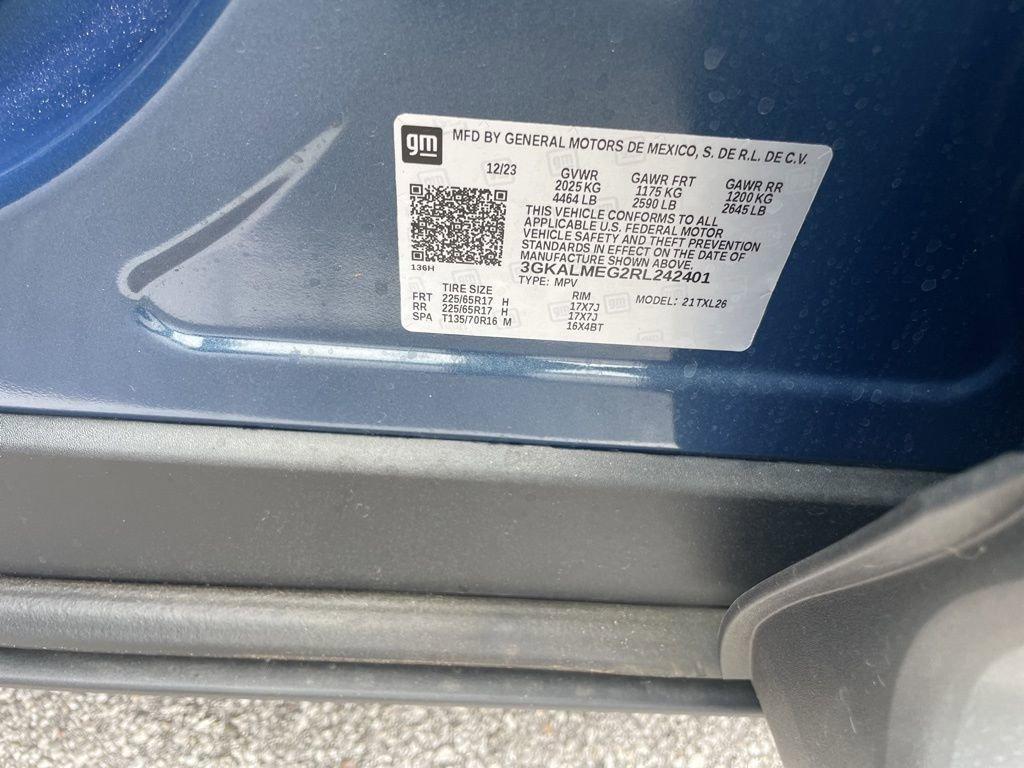 gm MFD BY GENERAL MOTORS DE MEXICO, S. DE R.L. DE C.V.
12/23 GVWR GAWR FRT GAWR RR
2025 KG 1175 KG 1200 KG
4464 LB 2590 LB 2645 LB
THIS VEHICLE CONFORMS TO ALL
APPLICABLE U.S. FEDERAL MOTOR
VEHICLE SAFETY AND THEFT PREVENTION
STANDARDS IN EFFECT ON THE DATE OF
MANUFACTURE SHOWN ABOVE.
136H 3GKALMEG2RL242401
TYPE: MPV
TIRE SIZE RIM MODEL: 21TXL26
FRT 225/65R17 H 17X7J
RR 225/65R17 H 17X7J
SPA T135/70R16 M 16X4BT